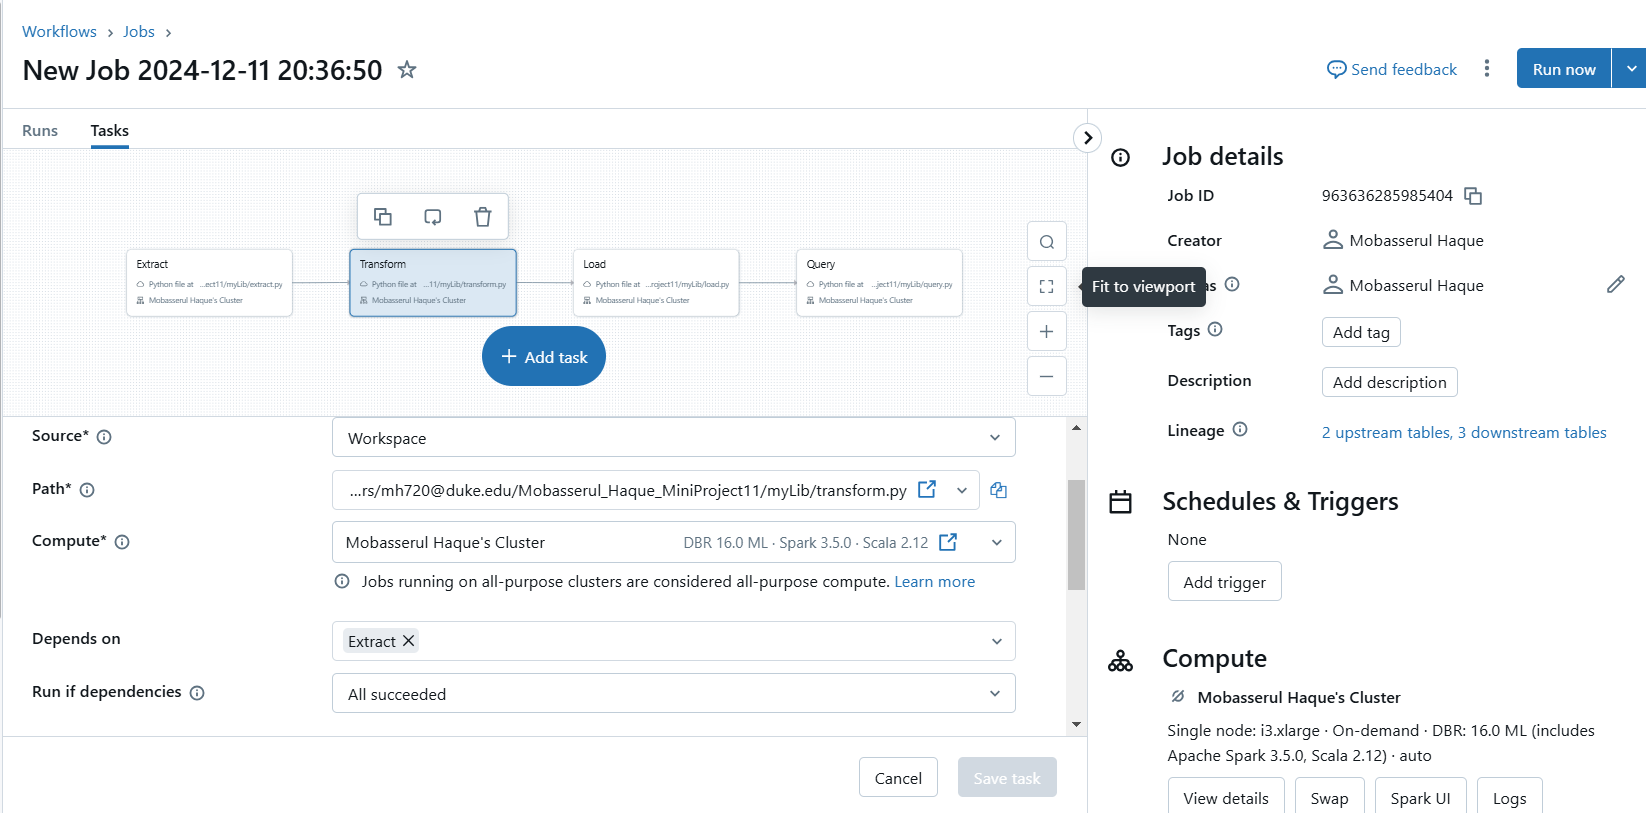 Workflows > Jobs >
New Job 2024-12-11 20:36:50
Send feedback
Run now
Runs
Tasks
Extract
Python file at ...ect11/myLib/extract.py
Mobasserul Haque's Cluster
Transform
Python file at ...11/myLib/transform.py
Mobasserul Haque's Cluster
Load
Python file at ...roject11/myLib/load.py
Mobasserul Haque's Cluster
Query
Python file at ...ject11/myLib/query.py
Mobasserul Haque's Cluster
+ Add task
Fit to viewport
Source*
Workspace
Path*
...rs/mh720@duke.edu/Mobasserul_Haque_MiniProject11/myLib/transform.py
Compute*
Mobasserul Haque's Cluster
DBR 16.0 ML · Spark 3.5.0 · Scala 2.12
Jobs running on all-purpose clusters are considered all-purpose compute. Learn more
Depends on
Extract
Run if dependencies
All succeeded
Cancel
Save task
Job details
Job ID
963636285985404
Creator
Mobasserul Haque
as
Mobasserul Haque
Tags
Add tag
Description
Add description
Lineage
2 upstream tables, 3 downstream tables
Schedules & Triggers
None
Add trigger
Compute
Mobasserul Haque's Cluster
Single node: i3.xlarge · On-demand · DBR: 16.0 ML (includes
Apache Spark 3.5.0, Scala 2.12) · auto
View details
Swap
Spark UI
Logs